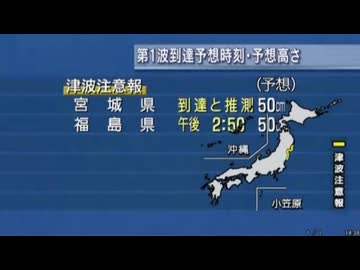 第1波到達予想時刻・予想高さ
津波注意報
(予想)
宮城県 到達と推測 50cm
福島県 午後 2:50 50cm
沖縄
小笠原
津波注意報